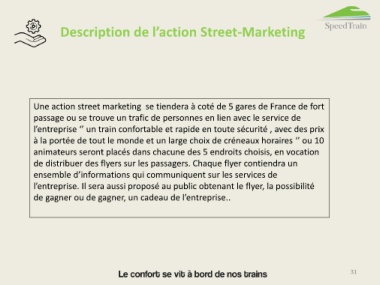 Description de l’action Street-Marketing
SpeedTrain
Une action street marketing se tiendera à coté de 5 gares de France de fort
passage ou se trouve un trafic de personnes en lien avec le service de
l’entreprise ‘’ un train confortable et rapide en toute sécurité , avec des prix
à la portée de tout le monde et un large choix de créneaux horaires ‘’ ou 10
animateurs seront placés dans chacune des 5 endroits choisis, en vocation
de distribuer des flyers sur les passagers. Chaque flyer contiendra un
ensemble d’informations qui communiquent sur les services de
l’entreprise. Il sera aussi proposé au public obtenant le flyer, la possibilité
de gagner ou de gagner, un cadeau de l’entreprise..
Le confort se vit à bord de nos trains
31